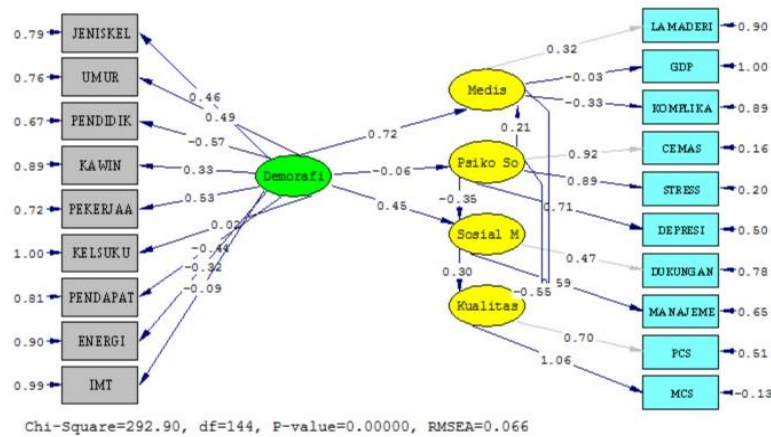 0.79 JENISKEL
0.76 UMUR
0.67 PENDIDIK
0.89 KAWIN
0.72 PEKERJAA
1.00 KELSUKU
0.81 PENDAPAT
0.90 ENERGI
0.99 IMT
0.46
0.49
-0.57
0.33
0.53
0.02
-0.44
-0.32
-0.09
Demorafi
0.72
-0.06
0.45
Medis
0.21
Psiko So
-0.35
Sosial M
0.30
Kualitas
-0.55
0.32
-0.03
-0.33
0.92
0.89
0.71
0.47
59
0.70
1.06
LAMADERI 0.90
GDP 1.00
KOMPLIKA 0.89
CEMAS 0.16
STRESS 0.20
DEPRESI 0.50
DUKUNGAN 0.78
MANAJEME 0.65
PCS 0.51
MCS -0.13
Chi-Square=292.90, df=144, P-value=0.00000, RMSEA=0.066